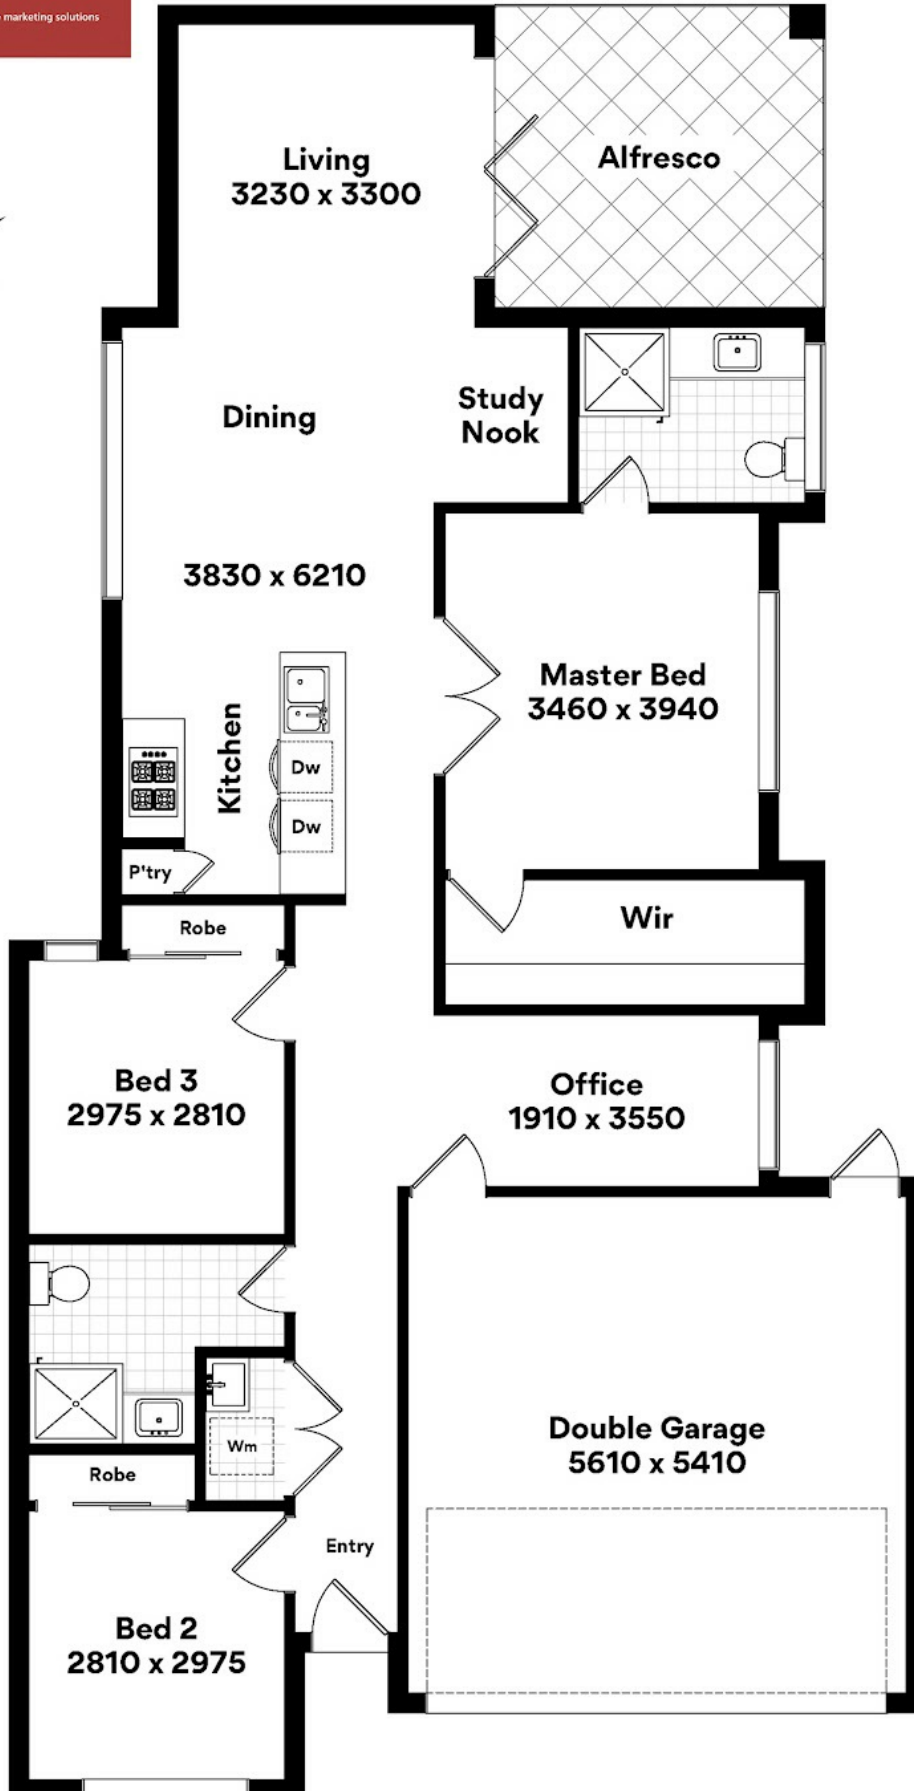 marketing solutions
Living
3230 x 3300
Alfresco
Dining
Study
Nook
3830 x 6210
Master Bed
3460 x 3940
Kitchen
Dw
Dw
P'try
Robe
Wir
Bed 3
2975 x 2810
Office
1910 x 3550
Double Garage
5610 x 5410
Wm
Robe
Entry
Bed 2
2810 x 2975